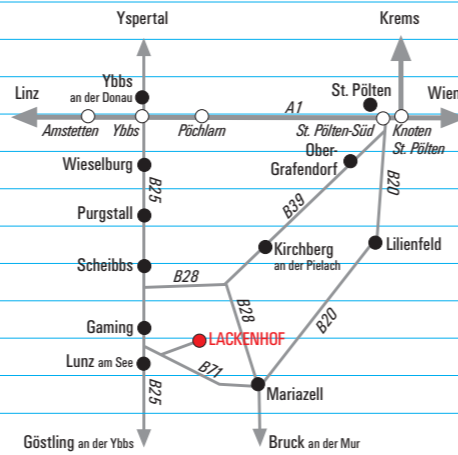 Yspertal
Krems
Linz
Ybbs
an der Donau
St. Pölten
Wien
A1
Amstetten
Ybbs
Pöchlarn
St. Pölten-Süd
Knoten
St. Pölten
Wieselburg
Ober-
Grafendorf
B25
B20
Purgstall
B39
Scheibbs
Kirchberg
an der Pielach
Lilienfeld
B28
B28
Gaming
LACKENHOF
B20
Lunz am See
B71
B25
Mariazell
Göstling an der Ybbs
Bruck an der Mur